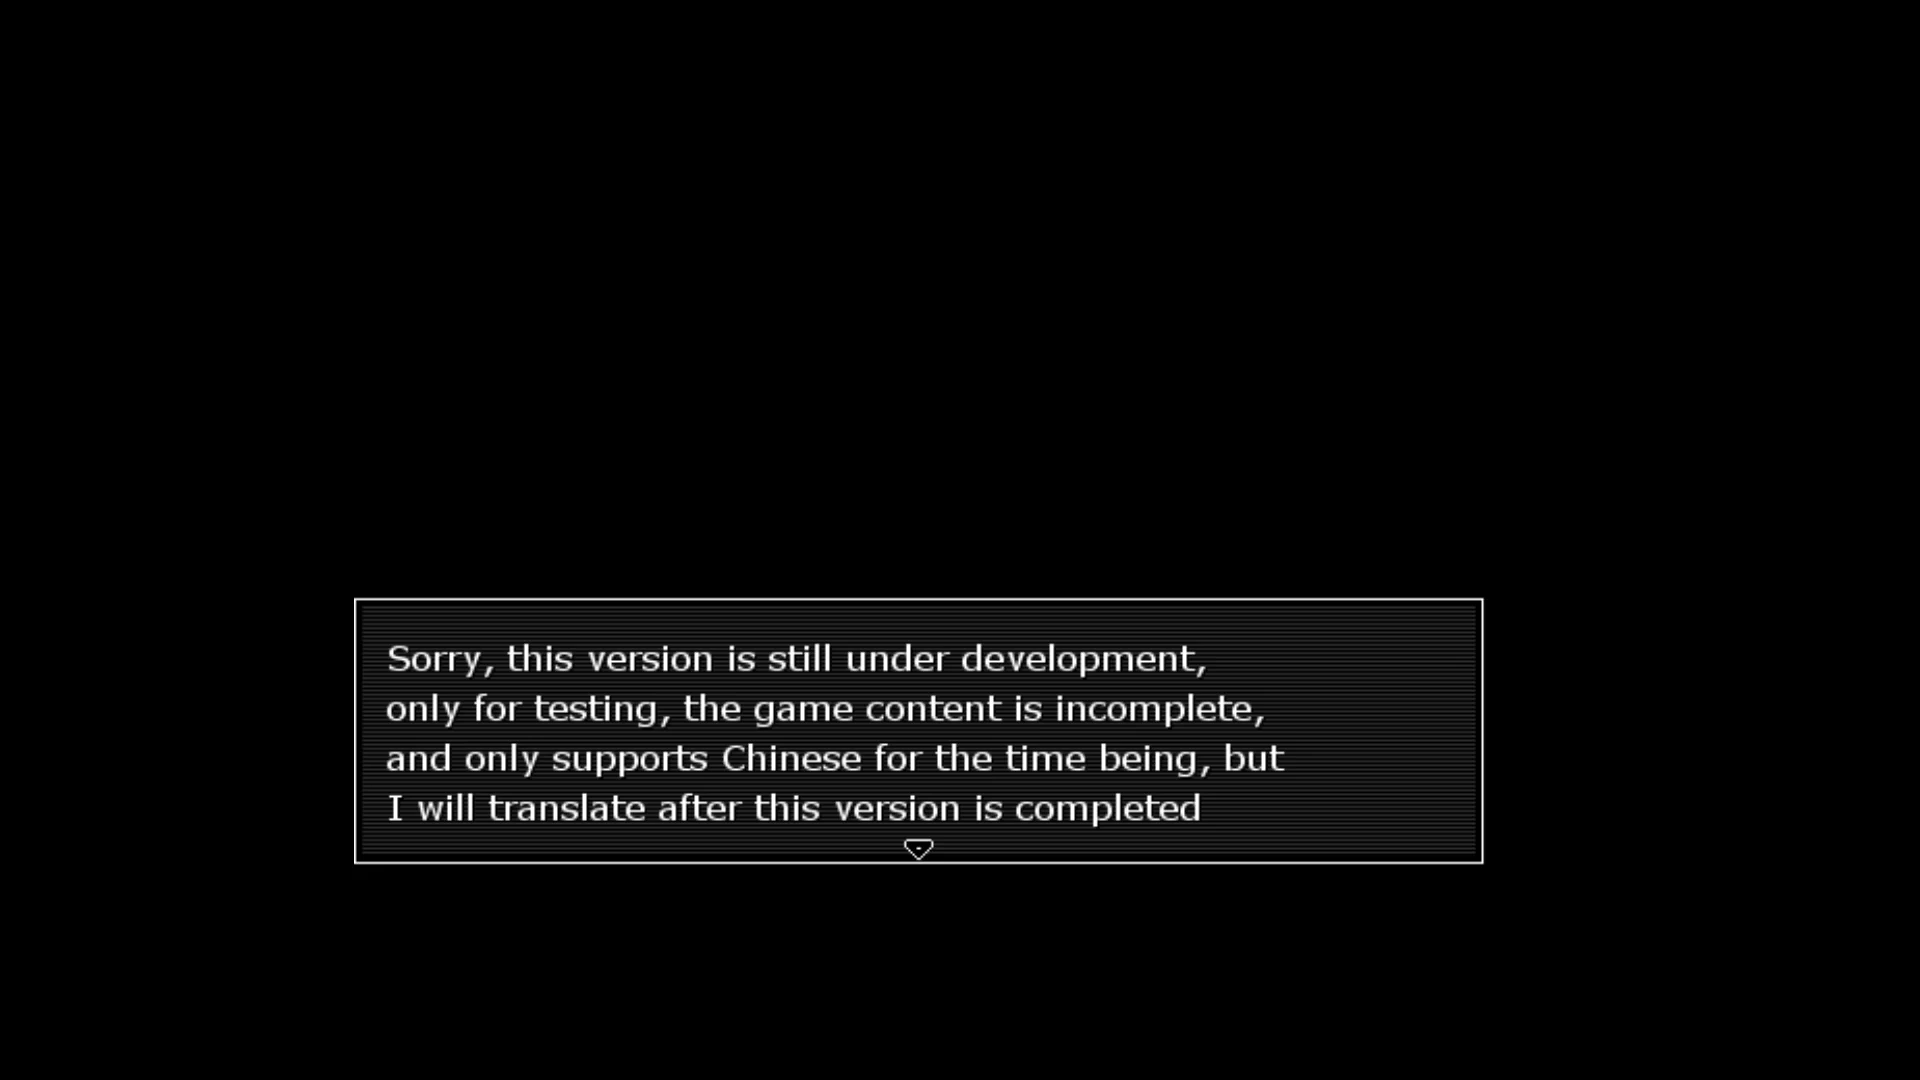 Sorry, this version is still under development,
only for testing, the game content is incomplete,
and only supports Chinese for the time being, but
I will translate after this version is completed